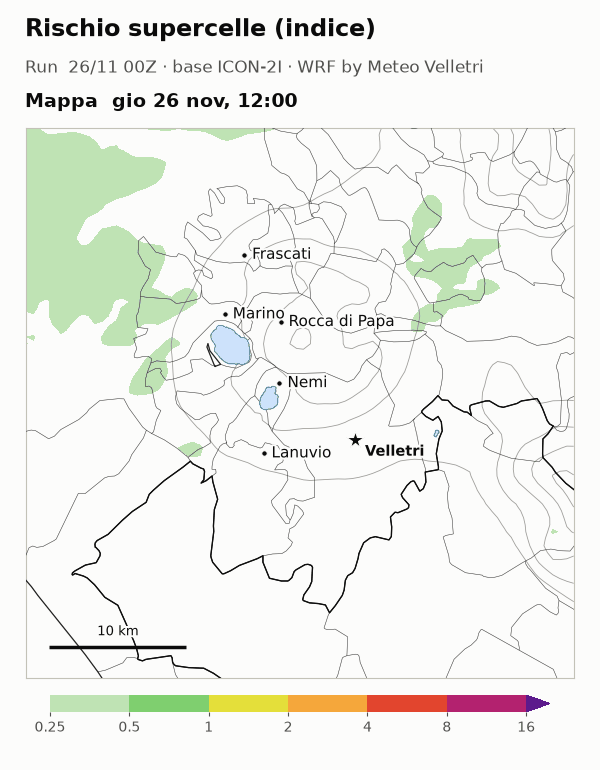 Rischio supercelle (indice)
Run  26/11 00Z · base ICON-2I · WRF by Meteo Velletri
Mappa  gio 26 nov, 12:00
Frascati
Marino
Rocca di Papa
Nemi
Velletri
Lanuvio
10 km
0.25 0.5 1 2 4 8 16